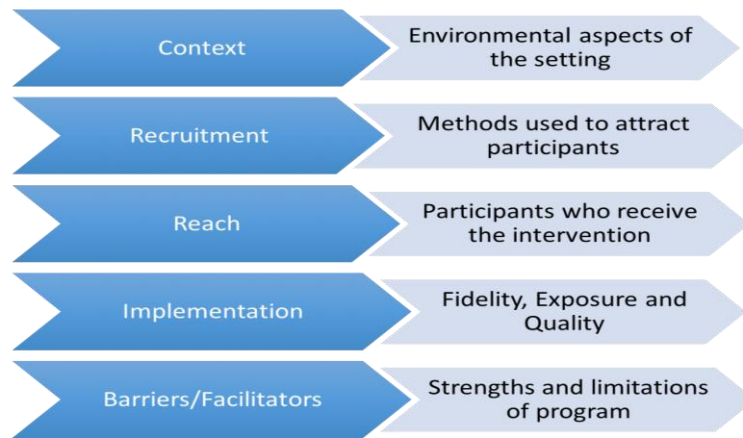 Context
Environmental aspects of
the setting
Recruitment
Methods used to attract
participants
Reach
Participants who receive
the intervention
Implementation
Fidelity, Exposure and
Quality
Barriers/Facilitators
Strengths and limitations
of program